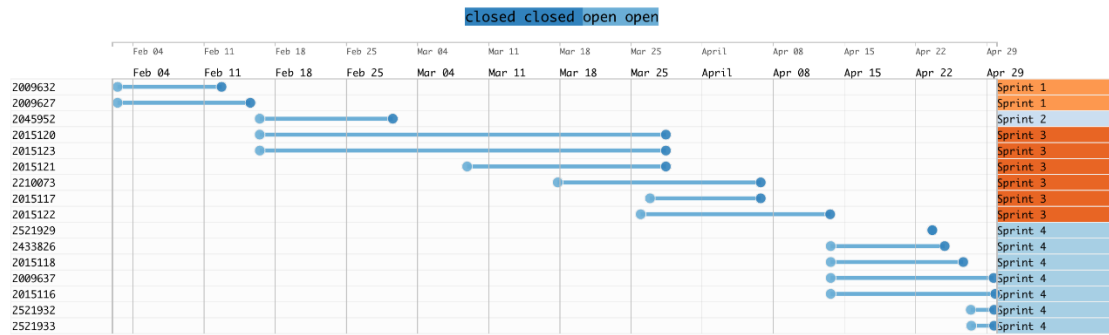 closed closed open open
Feb 04 Feb 11 Feb 18 Feb 25 Mar 04 Mar 11 Mar 18 Mar 25 April Apr 08 Apr 15 Apr 22 Apr 29
Feb 04 Feb 11 Feb 18 Feb 25 Mar 04 Mar 11 Mar 18 Mar 25 April Apr 08 Apr 15 Apr 22 Apr 29
2009632 Sprint 1
2009627 Sprint 1
2045952 Sprint 2
2015120 Sprint 3
2015123 Sprint 3
2015121 Sprint 3
2210073 Sprint 3
2015117 Sprint 3
2015122 Sprint 3
2521929 Sprint 4
2433826 Sprint 4
2015118 Sprint 4
2009637 Sprint 4
2015116 Sprint 4
2521932 Sprint 4
2521933 Sprint 4